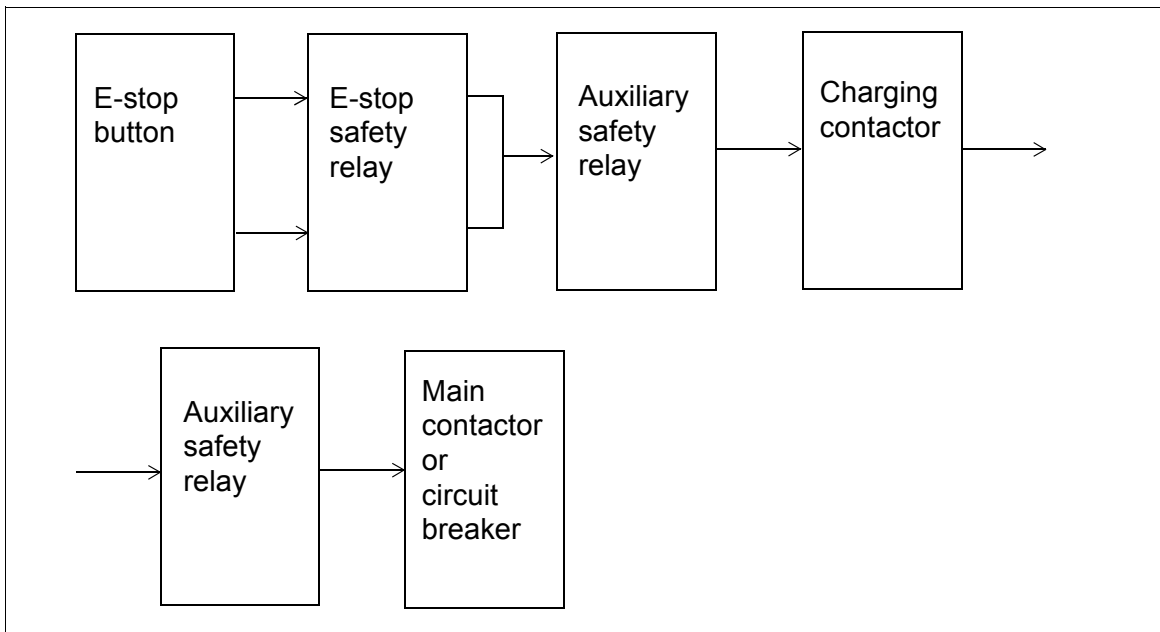 E-stop
button
E-stop
safety
relay
Auxiliary
safety
relay
Charging
contactor
Auxiliary
safety
relay
Main
contactor
or
circuit
breaker